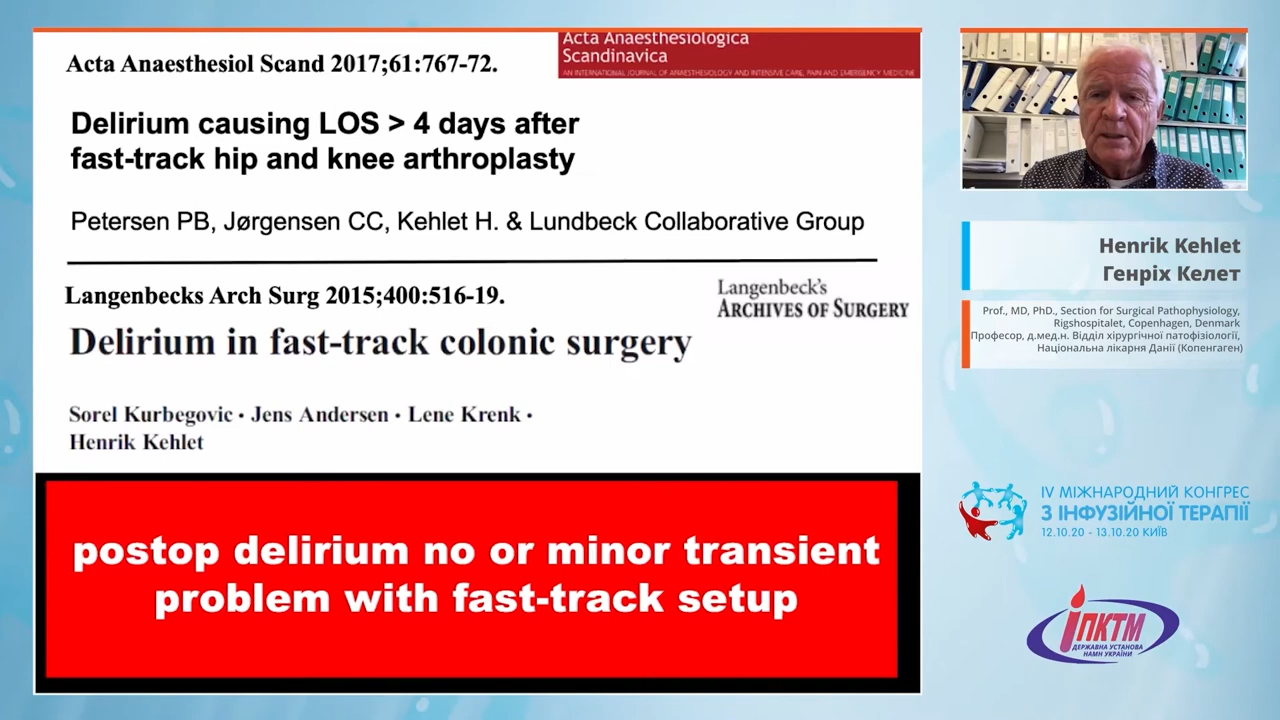 Acta Anaesthesiol Scand 2017;61:767-72.
Acta Anaesthesiologica
Scandinavica
AN INTERNATIONAL JOURNAL OF ANAESTHESIOLOGY AND INTENSIVE CARE, PAIN AND EMERGENCY MEDICINE
Delirium causing LOS > 4 days after
fast-track hip and knee arthroplasty
Petersen PB, Jørgensen CC, Kehlet H. & Lundbeck Collaborative Group
Langenbecks Arch Surg 2015;400:516-19.
Langenbeck's
ARCHIVES OF SURGERY
Delirium in fast-track colonic surgery
Sorel Kurbegovic • Jens Andersen • Lene Krenk •
Henrik Kehlet
postop delirium no or minor transient
problem with fast-track setup
Henrik Kehlet
Генріх Келет
Prof., MD, PhD., Section for Surgical Pathophysiology,
Rigshospitalet, Copenhagen, Denmark
Професор, д.мед.н. Відділ хірургічної патофізіології,
Національна лікарня Данії (Копенгаген)
IV МІЖНАРОДНИЙ КОНГРЕС
З ІНФУЗІЙНОЇ ТЕРАПІЇ
12.10.20 - 13.10.20 КИЇВ
ІПКТМ
ДЕРЖАВНА УСТАНОВА
НАМН УКРАЇНИ